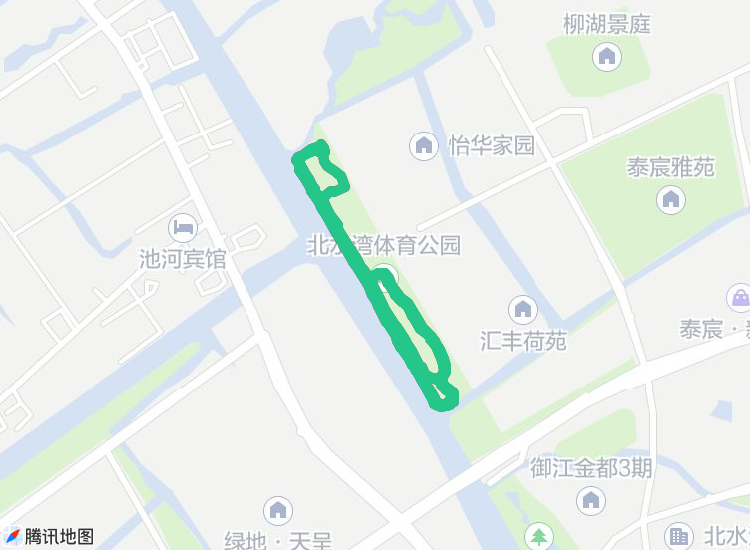 柳湖景庭
怡华家园
泰宸雅苑
北水湾体育公园
池河宾馆
汇丰荷苑
泰宸·新
御江金都3期
绿地·天呈
北水
腾讯地图